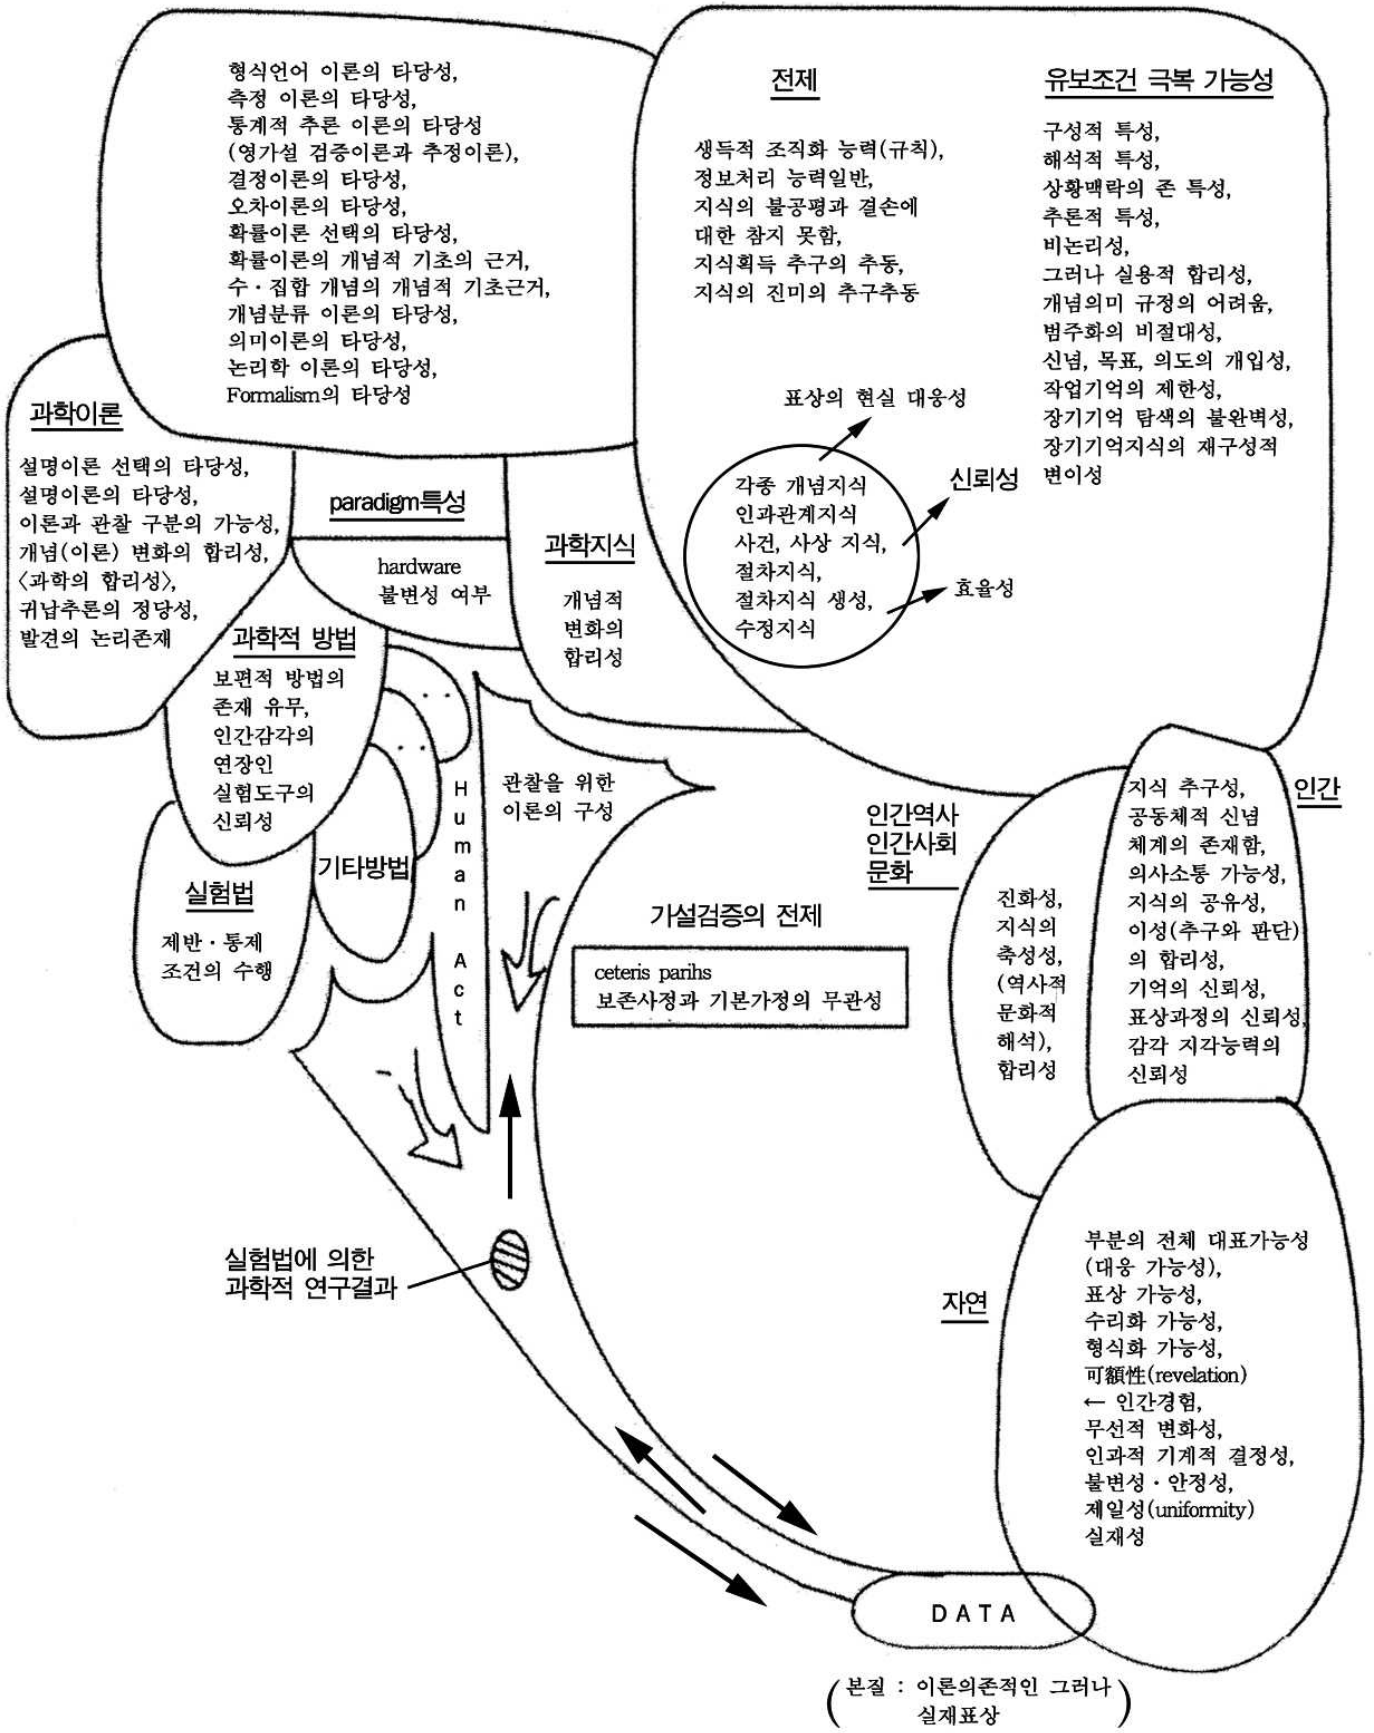 형식언어 이론의 타당성,
측정 이론의 타당성,
통계적 추론 이론의 타당성
(영가설 검증이론과 추정이론),
결정이론의 타당성,
오차이론의 타당성,
확률이론 선택의 타당성,
확률이론의 개념적 기초의 근거,
수·집합 개념의 개념적 기초근거,
개념분류 이론의 타당성,
의미이론의 타당성,
논리학 이론의 타당성,
Formalism의 타당성
전제
생득적 조직화 능력(규칙),
정보처리 능력일반,
지식의 불공평과 결손에
대한 참지 못함,
지식획득 추구의 추동,
지식의 진미의 추구추동
유보조건 극복 가능성
구성적 특성,
해석적 특성,
상황맥락의 존 특성,
추론적 특성,
비논리성,
그러나 실용적 합리성,
개념의미 규정의 어려움,
범주화의 비절대성,
신념, 목표, 의도의 개입성,
작업기억의 제한성,
장기기억 탐색의 불완벽성,
장기기억지식의 재구성적
변이성
표상의 현실 대응성
각종 개념지식
인과관계지식
사건, 사상 지식,
절차지식,
절차지식 생성,
수정지식
신뢰성
효율성
과학이론
설명이론 선택의 타당성,
설명이론의 타당성,
이론과 관찰 구분의 가능성,
개념(이론) 변화의 합리성,
〈과학의 합리성〉,
귀납추론의 정당성,
발견의 논리존재
paradigm특성
hardware
불변성 여부
과학지식
개념적
변화의
합리성
과학적 방법
보편적 방법의
존재 유무,
인간감각의
연장인
실험도구의
신뢰성
기타방법
실험법
제반·통제
조건의 수행
Human Act
관찰을 위한
이론의 구성
가설검증의 전제
ceteris parihs
보존사정과 기본가정의 무관성
인간역사
인간사회
문화
진화성,
지식의
축성성,
(역사적
문화적
해석),
합리성
인간
지식 추구성,
공동체적 신념
체계의 존재함,
의사소통 가능성,
지식의 공유성,
이성(추구와 판단)
의 합리성,
기억의 신뢰성,
표상과정의 신뢰성,
감각 지각능력의
신뢰성
실험법에 의한
과학적 연구결과
자연
부분의 전체 대표가능성
(대응 가능성),
표상 가능성,
수리화 가능성,
형식화 가능성,
可額性(revelation)
← 인간경험,
무선적 변화성,
인과적 기계적 결정성,
불변성·안정성,
제일성(uniformity)
실재성
DATA
(본질 : 이론의존적인 그러나
실재표상)